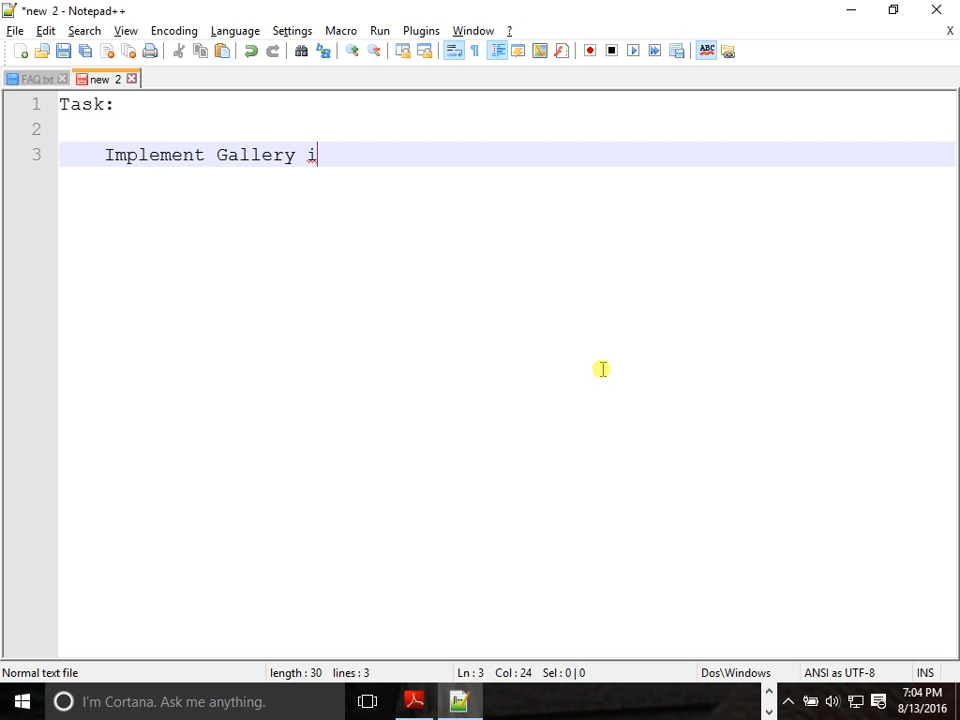 *new 2 - Notepad++
File Edit Search View Encoding Language Settings Macro Run Plugins Window ? X
FAQ.txt new 2
1 Task:
2
3 Implement Gallery i
Normal text file length : 30 lines : 3 Ln : 3 Col : 24 Sel : 0 | 0 Dos\Windows ANSI as UTF-8 INS
I'm Cortana. Ask me anything.
7:04 PM
8/13/2016